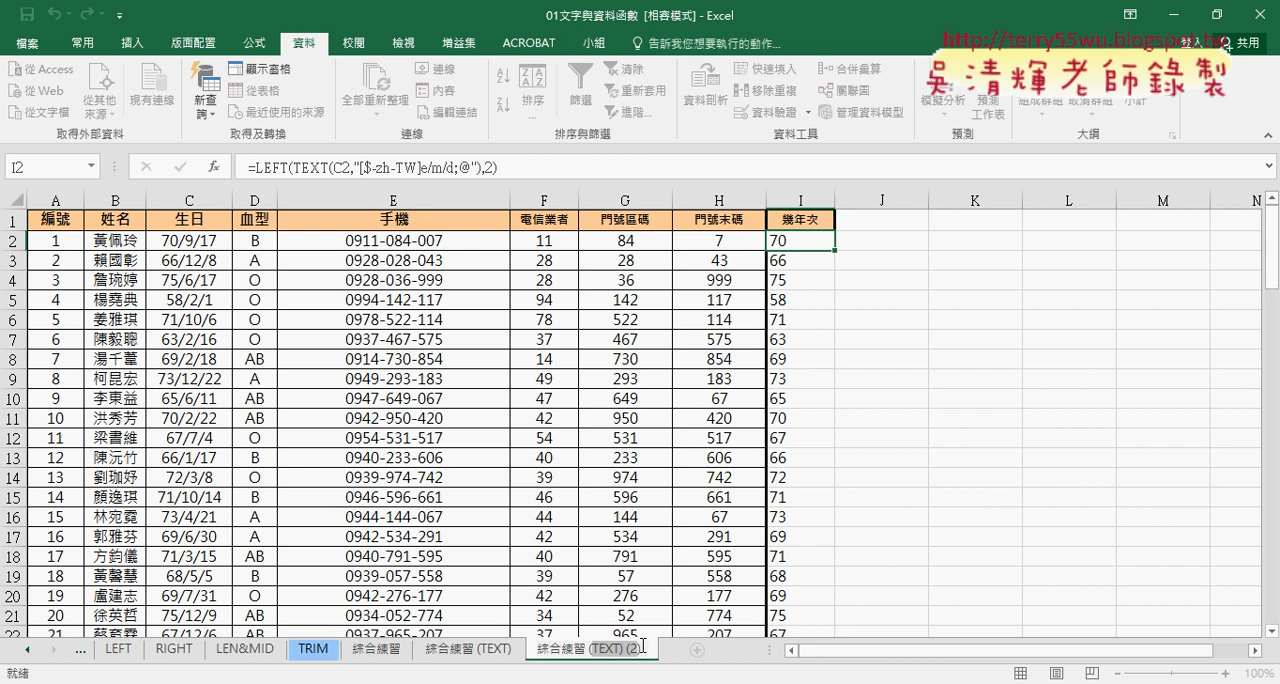 01文字與資料函數 [相容模式] - Excel
http://terry55wu.blogspot.tw
吳清輝老師錄製
檔案 常用 插入 版面配置 公式 資料 校閱 檢視 增益集 ACROBAT 小組 告訴我您想要執行的動作... 登入 共用
從 Access 從 Web 從文字檔 從其他來源 現有連線 新查詢 顯示窗格 從表格 最近使用的來源 全部重新整理 連線 內容 編輯連結 排序... 篩選 清除 重新套用 進階... 資料剖析 快速填入 移除重複 資料驗證 合併彙算 關聯圖 管理資料模型 模擬分析 預測工作表
取得外部資料 取得及轉換 連線 排序與篩選 資料工具 預測 大綱
I2 fx =LEFT(TEXT(C2,"[$-zh-TW]e/m/d;@"),2)
A B C D E F G H I J K L M N
1 編號 姓名 生日 血型 手機 電信業者 門號區碼 門號末碼 幾年次
2 1 黃佩玲 70/9/17 B 0911-084-007 11 84 7 70
3 2 賴國彰 66/12/8 A 0928-028-043 28 28 43 66
4 3 詹琬婷 75/6/17 O 0928-036-999 28 36 999 75
5 4 楊堯典 58/2/1 O 0994-142-117 94 142 117 58
6 5 姜雅琪 71/10/6 O 0978-522-114 78 522 114 71
7 6 陳毅聰 63/2/16 O 0937-467-575 37 467 575 63
8 7 湯千葷 69/2/18 AB 0914-730-854 14 730 854 69
9 8 柯昆宏 73/12/22 A 0949-293-183 49 293 183 73
10 9 李東益 65/6/11 AB 0947-649-067 47 649 67 65
11 10 洪秀芳 70/2/22 AB 0942-950-420 42 950 420 70
12 11 梁書維 67/7/4 O 0954-531-517 54 531 517 67
13 12 陳沅竹 66/1/17 B 0940-233-606 40 233 606 66
14 13 劉珈妤 72/3/8 O 0939-974-742 39 974 742 72
15 14 顏逸琪 71/10/14 B 0946-596-661 46 596 661 71
16 15 林宛霓 73/4/21 A 0944-144-067 44 144 67 73
17 16 郭雅芬 69/6/30 A 0942-534-291 42 534 291 69
18 17 方鈞儀 71/3/15 AB 0940-791-595 40 791 595 71
19 18 黃馨慧 68/5/5 B 0939-057-558 39 57 558 68
20 19 盧建志 69/7/31 O 0942-276-177 42 276 177 69
21 20 徐英哲 75/12/9 AB 0934-052-774 34 52 774 75
22 21 蔡育霖 67/12/6 AB 0937-965-207 37 965 207 67
... LEFT RIGHT LEN&MID TRIM 綜合練習 綜合練習 (TEXT) 綜合練習 (TEXT) (2)
就緒 100%